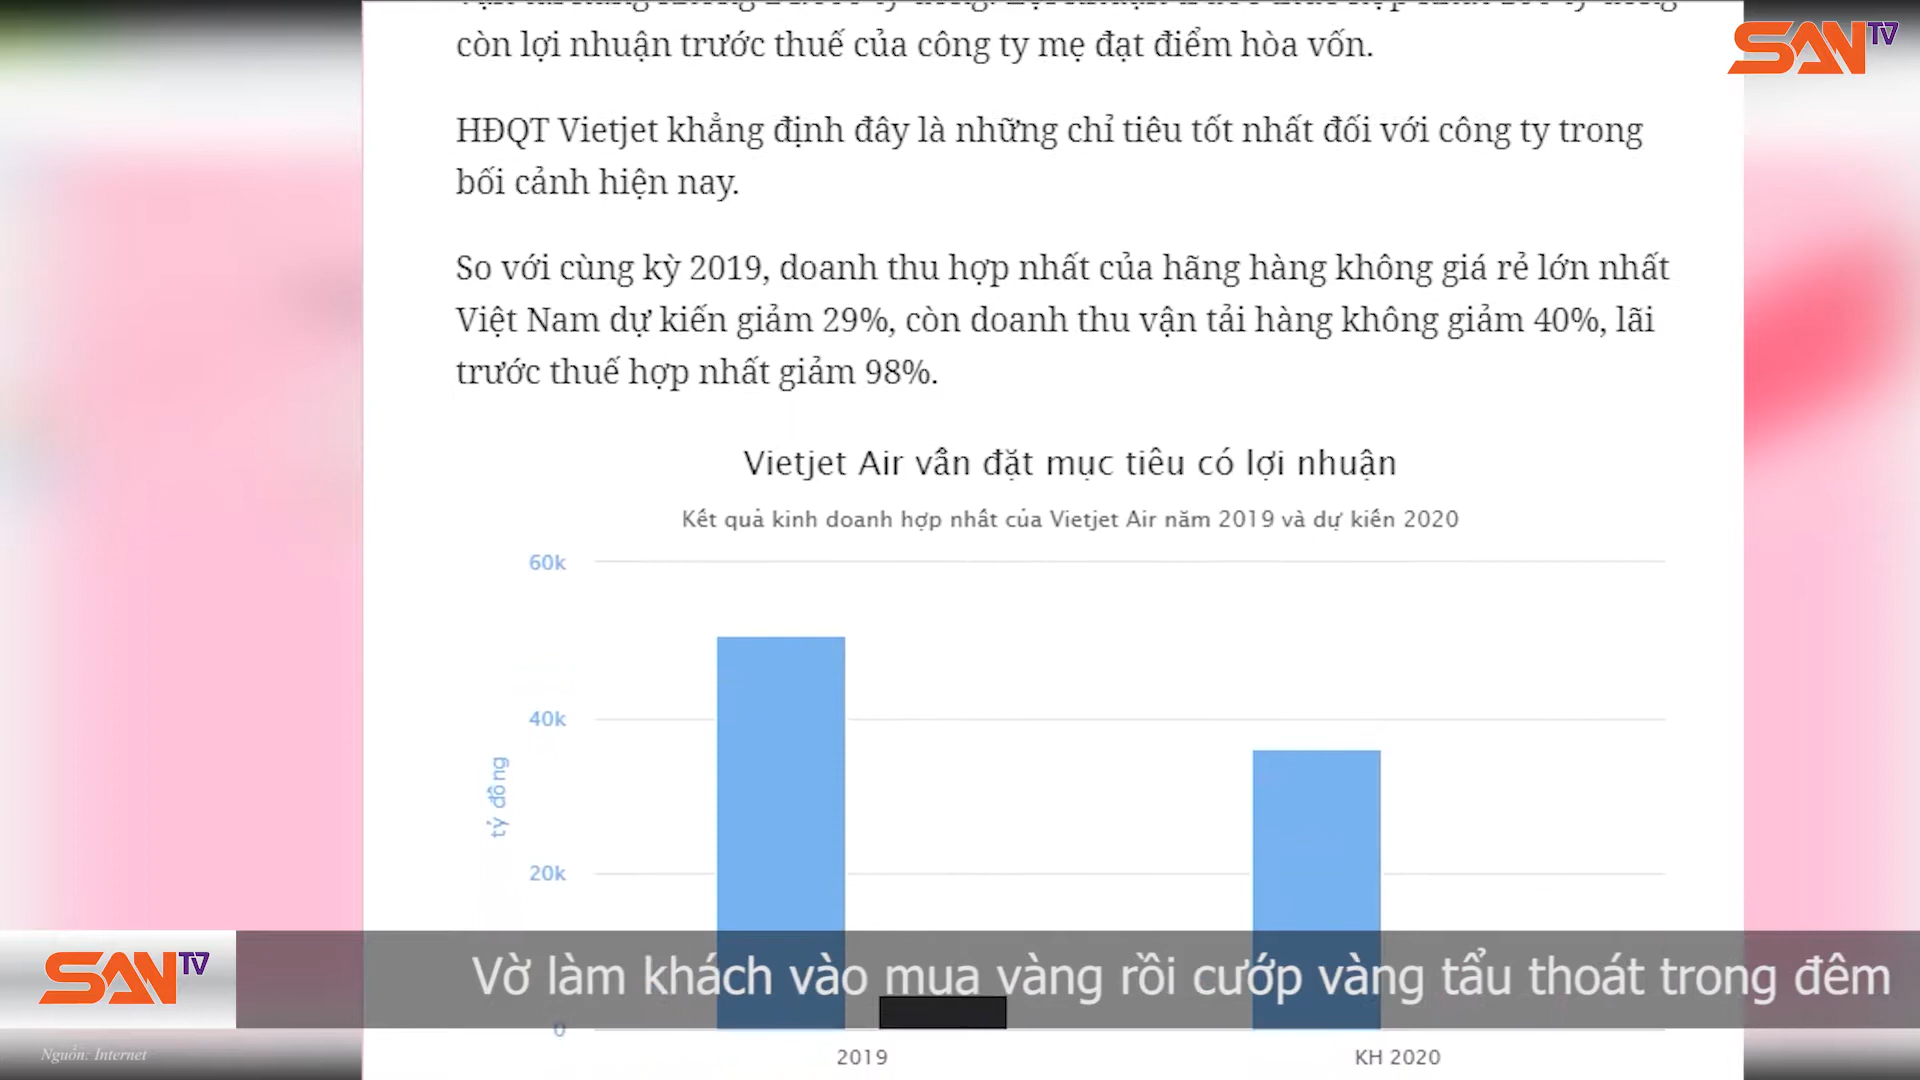 còn lợi nhuận trước thuế của công ty mẹ đạt điểm hòa vốn.
SAN TV
HĐQT Vietjet khẳng định đây là những chỉ tiêu tốt nhất đối với công ty trong
bối cảnh hiện nay.
So với cùng kỳ 2019, doanh thu hợp nhất của hãng hàng không giá rẻ lớn nhất
Việt Nam dự kiến giảm 29%, còn doanh thu vận tải hàng không giảm 40%, lãi
trước thuế hợp nhất giảm 98%.
Vietjet Air vẫn đặt mục tiêu có lợi nhuận
Kết quả kinh doanh hợp nhất của Vietjet Air năm 2019 và dự kiến 2020
60k
40k
tỷ đồng
20k
SAN TV
Vờ làm khách vào mua vàng rồi cướp vàng tẩu thoát trong đêm
0
Nguồn: Internet
2019
KH 2020